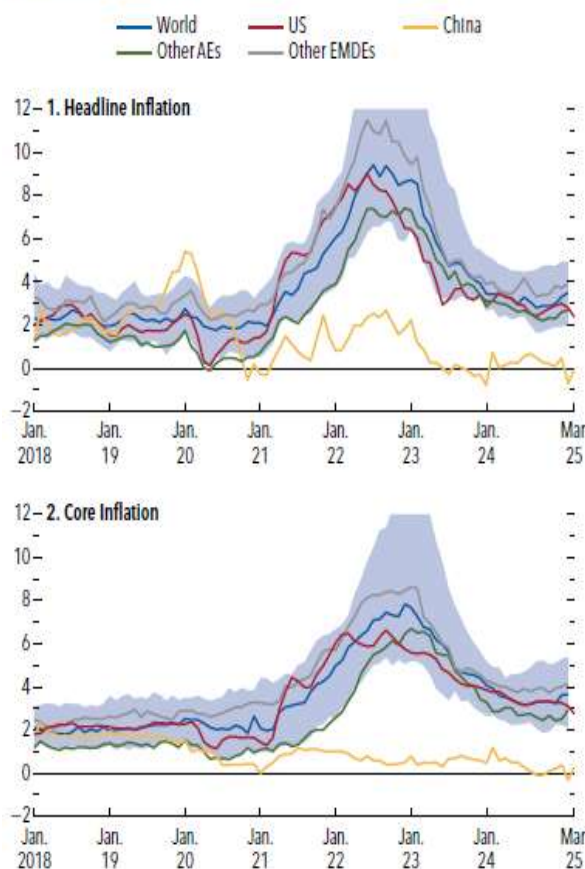 World US China
Other AEs Other EMDEs
1. Headline Inflation
12
10
8
6
4
2
0
−2
Jan. Jan. Jan. Jan. Jan. Jan. Jan. Mar
2018 19 20 21 22 23 24 25
2. Core Inflation
12
10
8
6
4
2
0
−2
Jan. Jan. Jan. Jan. Jan. Jan. Jan. Mar
2018 19 20 21 22 23 24 25